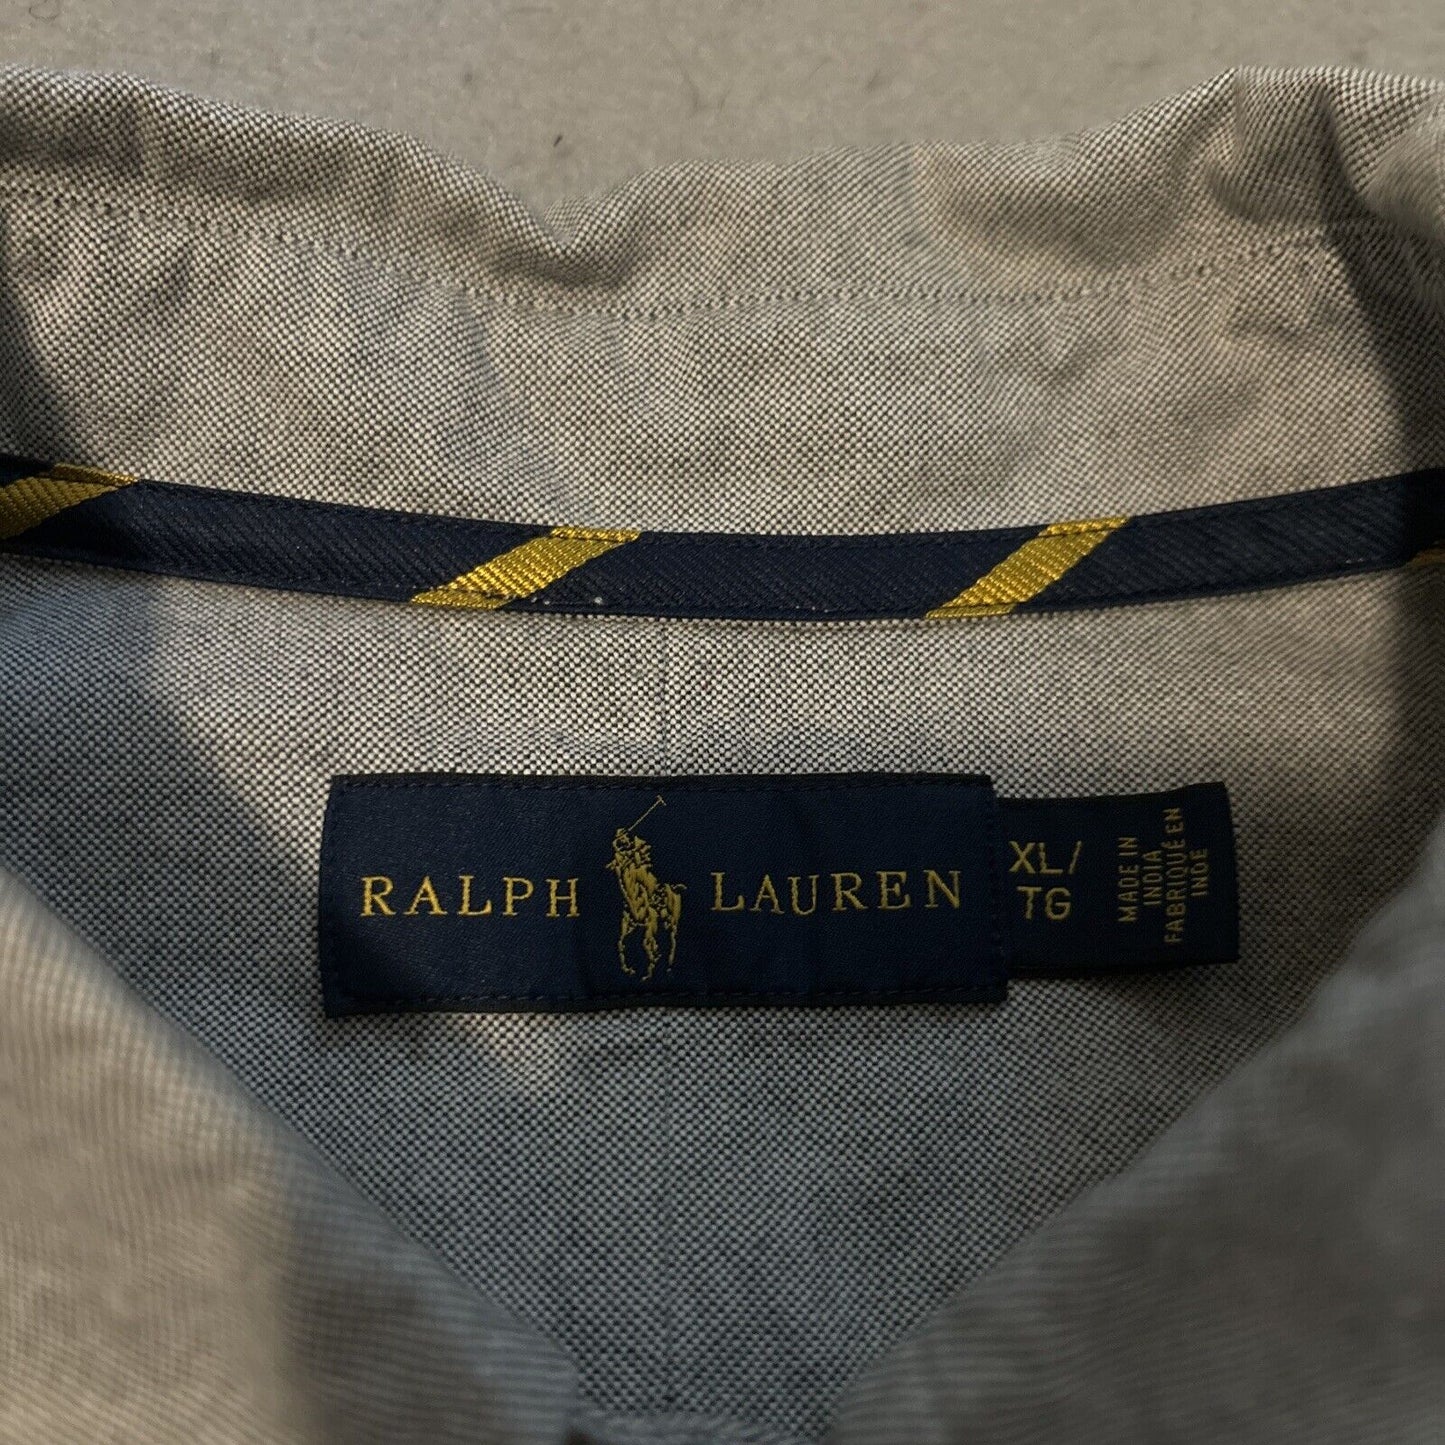 RALPH LAUREN
XL/
TG
MADE IN
INDIA
FABRIQUÉ EN
INDE